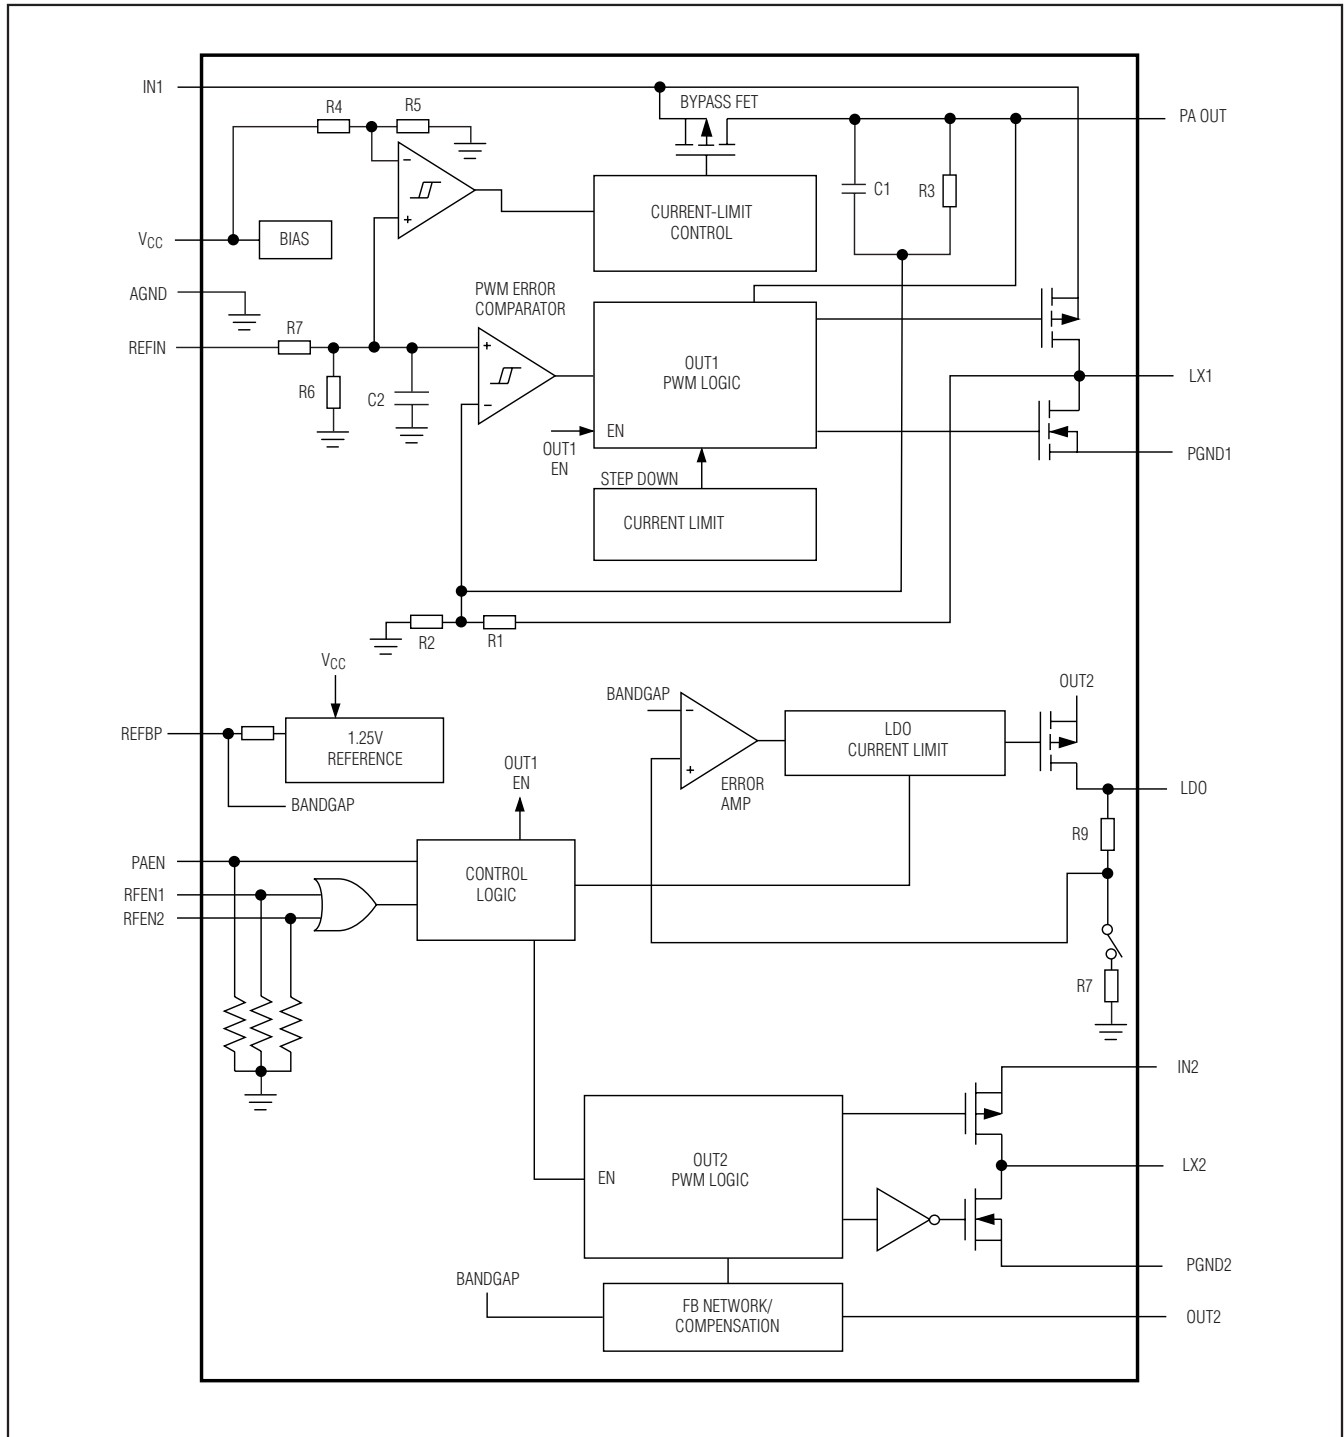 IN1
R4
R5
BYPASS FET
PA OUT
C1
R3
CURRENT-LIMIT
CONTROL
VCC
BIAS
AGND
PWM ERROR
COMPARATOR
REFIN
R7
R6
C2
OUT1
PWM LOGIC
EN
OUT1
EN
LX1
PGND1
STEP DOWN
CURRENT LIMIT
R2
R1
VCC
REFBP
1.25V
REFERENCE
BANDGAP
BANDGAP
ERROR
AMP
LDO
CURRENT LIMIT
OUT2
LDO
R9
R7
OUT1
EN
PAEN
RFEN1
RFEN2
CONTROL
LOGIC
IN2
OUT2
PWM LOGIC
EN
LX2
PGND2
BANDGAP
FB NETWORK/
COMPENSATION
OUT2